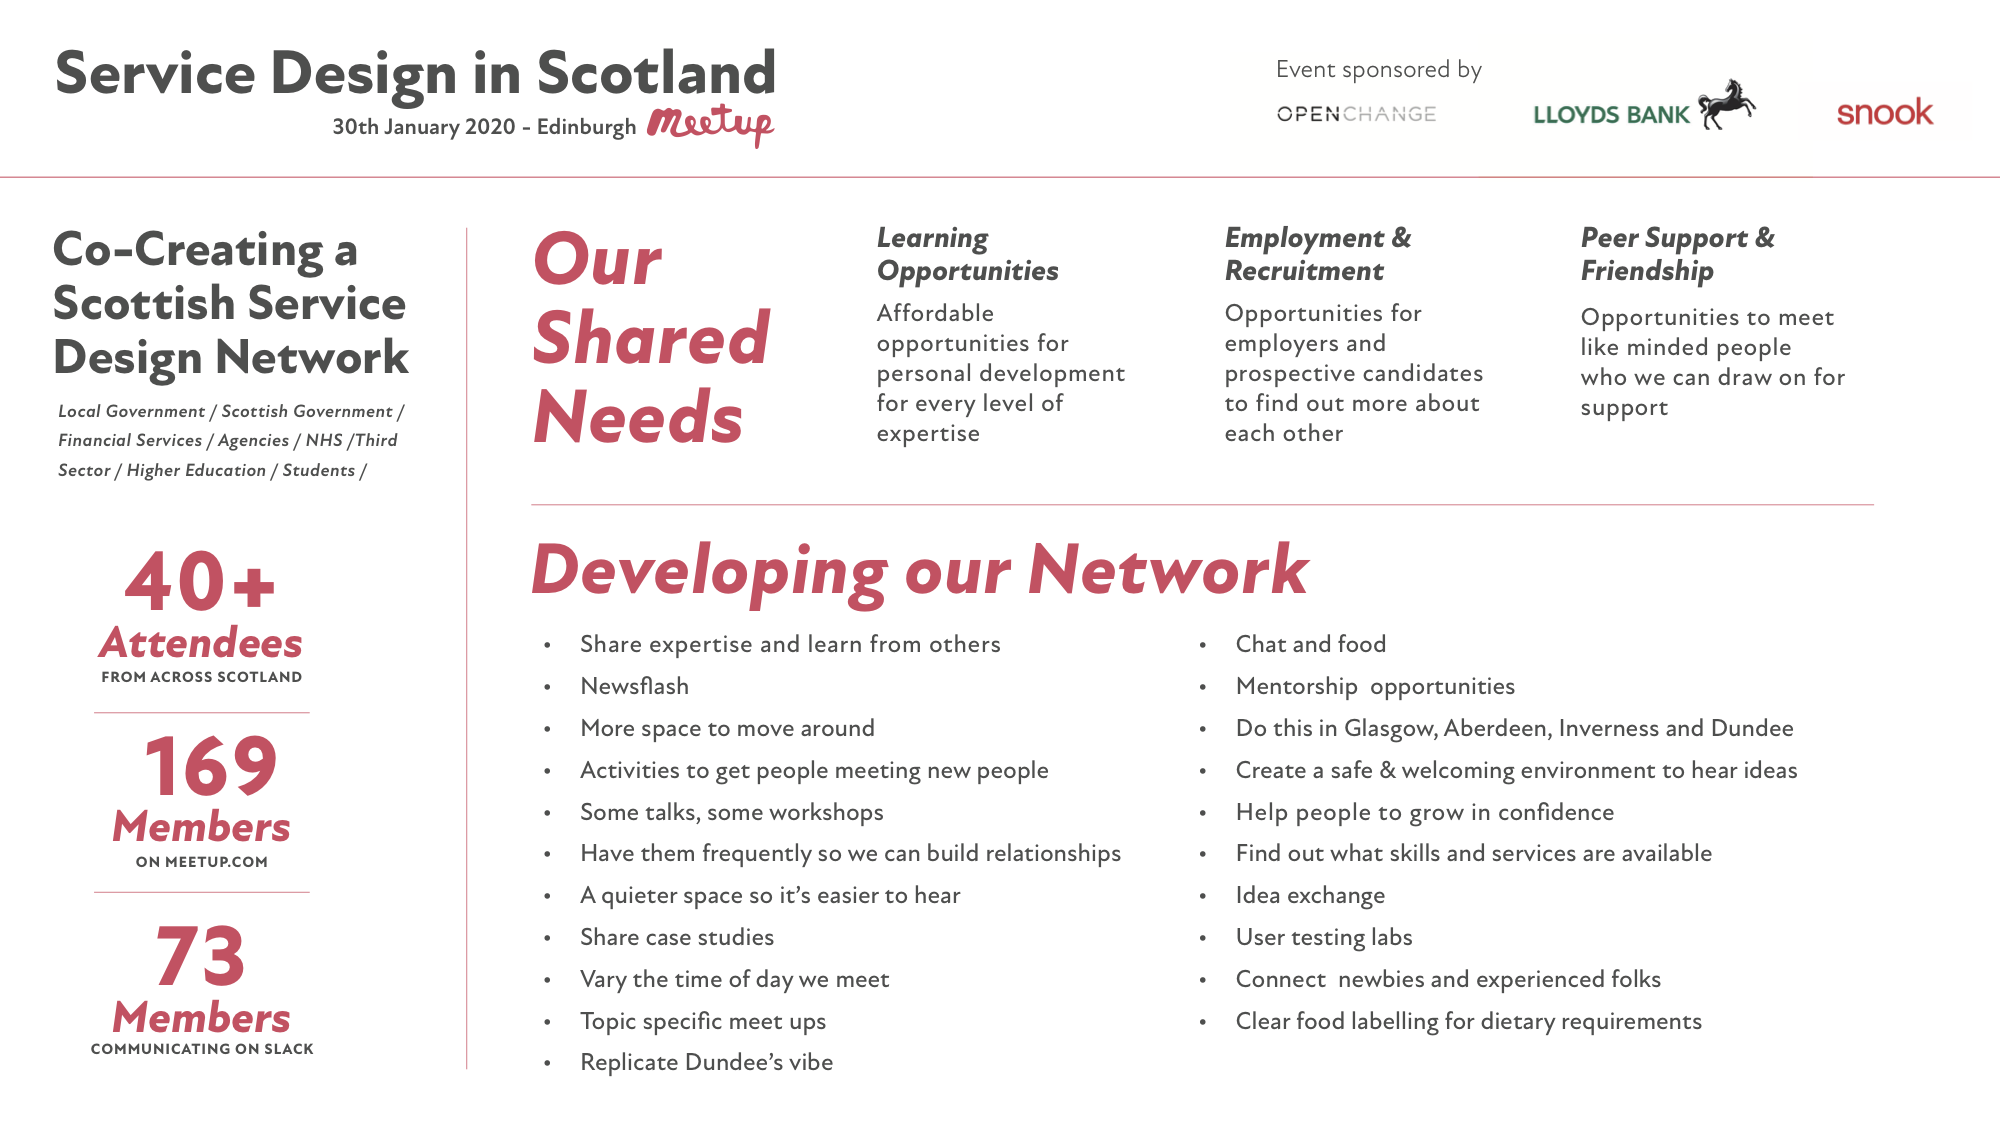 Service Design in Scotland
30th January 2020 - Edinburgh meetup
Event sponsored by
OPENCHANGE
LLOYDS BANK
snook
Co-Creating a
Scottish Service
Design Network
Local Government / Scottish Government /
Financial Services / Agencies / NHS /Third
Sector / Higher Education / Students /
40+
Attendees
FROM ACROSS SCOTLAND
169
Members
ON MEETUP.COM
73
Members
COMMUNICATING ON SLACK
Our
Shared
Needs
Learning
Opportunities
Affordable
opportunities for
personal development
for every level of
expertise
Employment &
Recruitment
Opportunities for
employers and
prospective candidates
to find out more about
each other
Peer Support &
Friendship
Opportunities to meet
like minded people
who we can draw on for
support
Developing our Network
• Share expertise and learn from others
• Newsflash
• More space to move around
• Activities to get people meeting new people
• Some talks, some workshops
• Have them frequently so we can build relationships
• A quieter space so it’s easier to hear
• Share case studies
• Vary the time of day we meet
• Topic specific meet ups
• Replicate Dundee’s vibe
• Chat and food
• Mentorship  opportunities
• Do this in Glasgow, Aberdeen, Inverness and Dundee
• Create a safe & welcoming environment to hear ideas
• Help people to grow in confidence
• Find out what skills and services are available
• Idea exchange
• User testing labs
• Connect  newbies and experienced folks
• Clear food labelling for dietary requirements